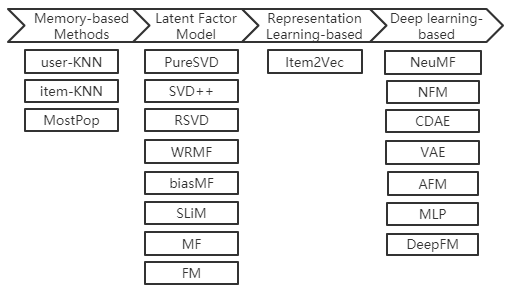 Memory-based
Methods
Latent Factor
Model
Representation
Learning-based
Deep learning-
based
user-KNN
item-KNN
MostPop
PureSVD
SVD++
RSVD
WRMF
biasMF
SLiM
MF
FM
Item2Vec
NeuMF
NFM
CDAE
VAE
AFM
MLP
DeepFM